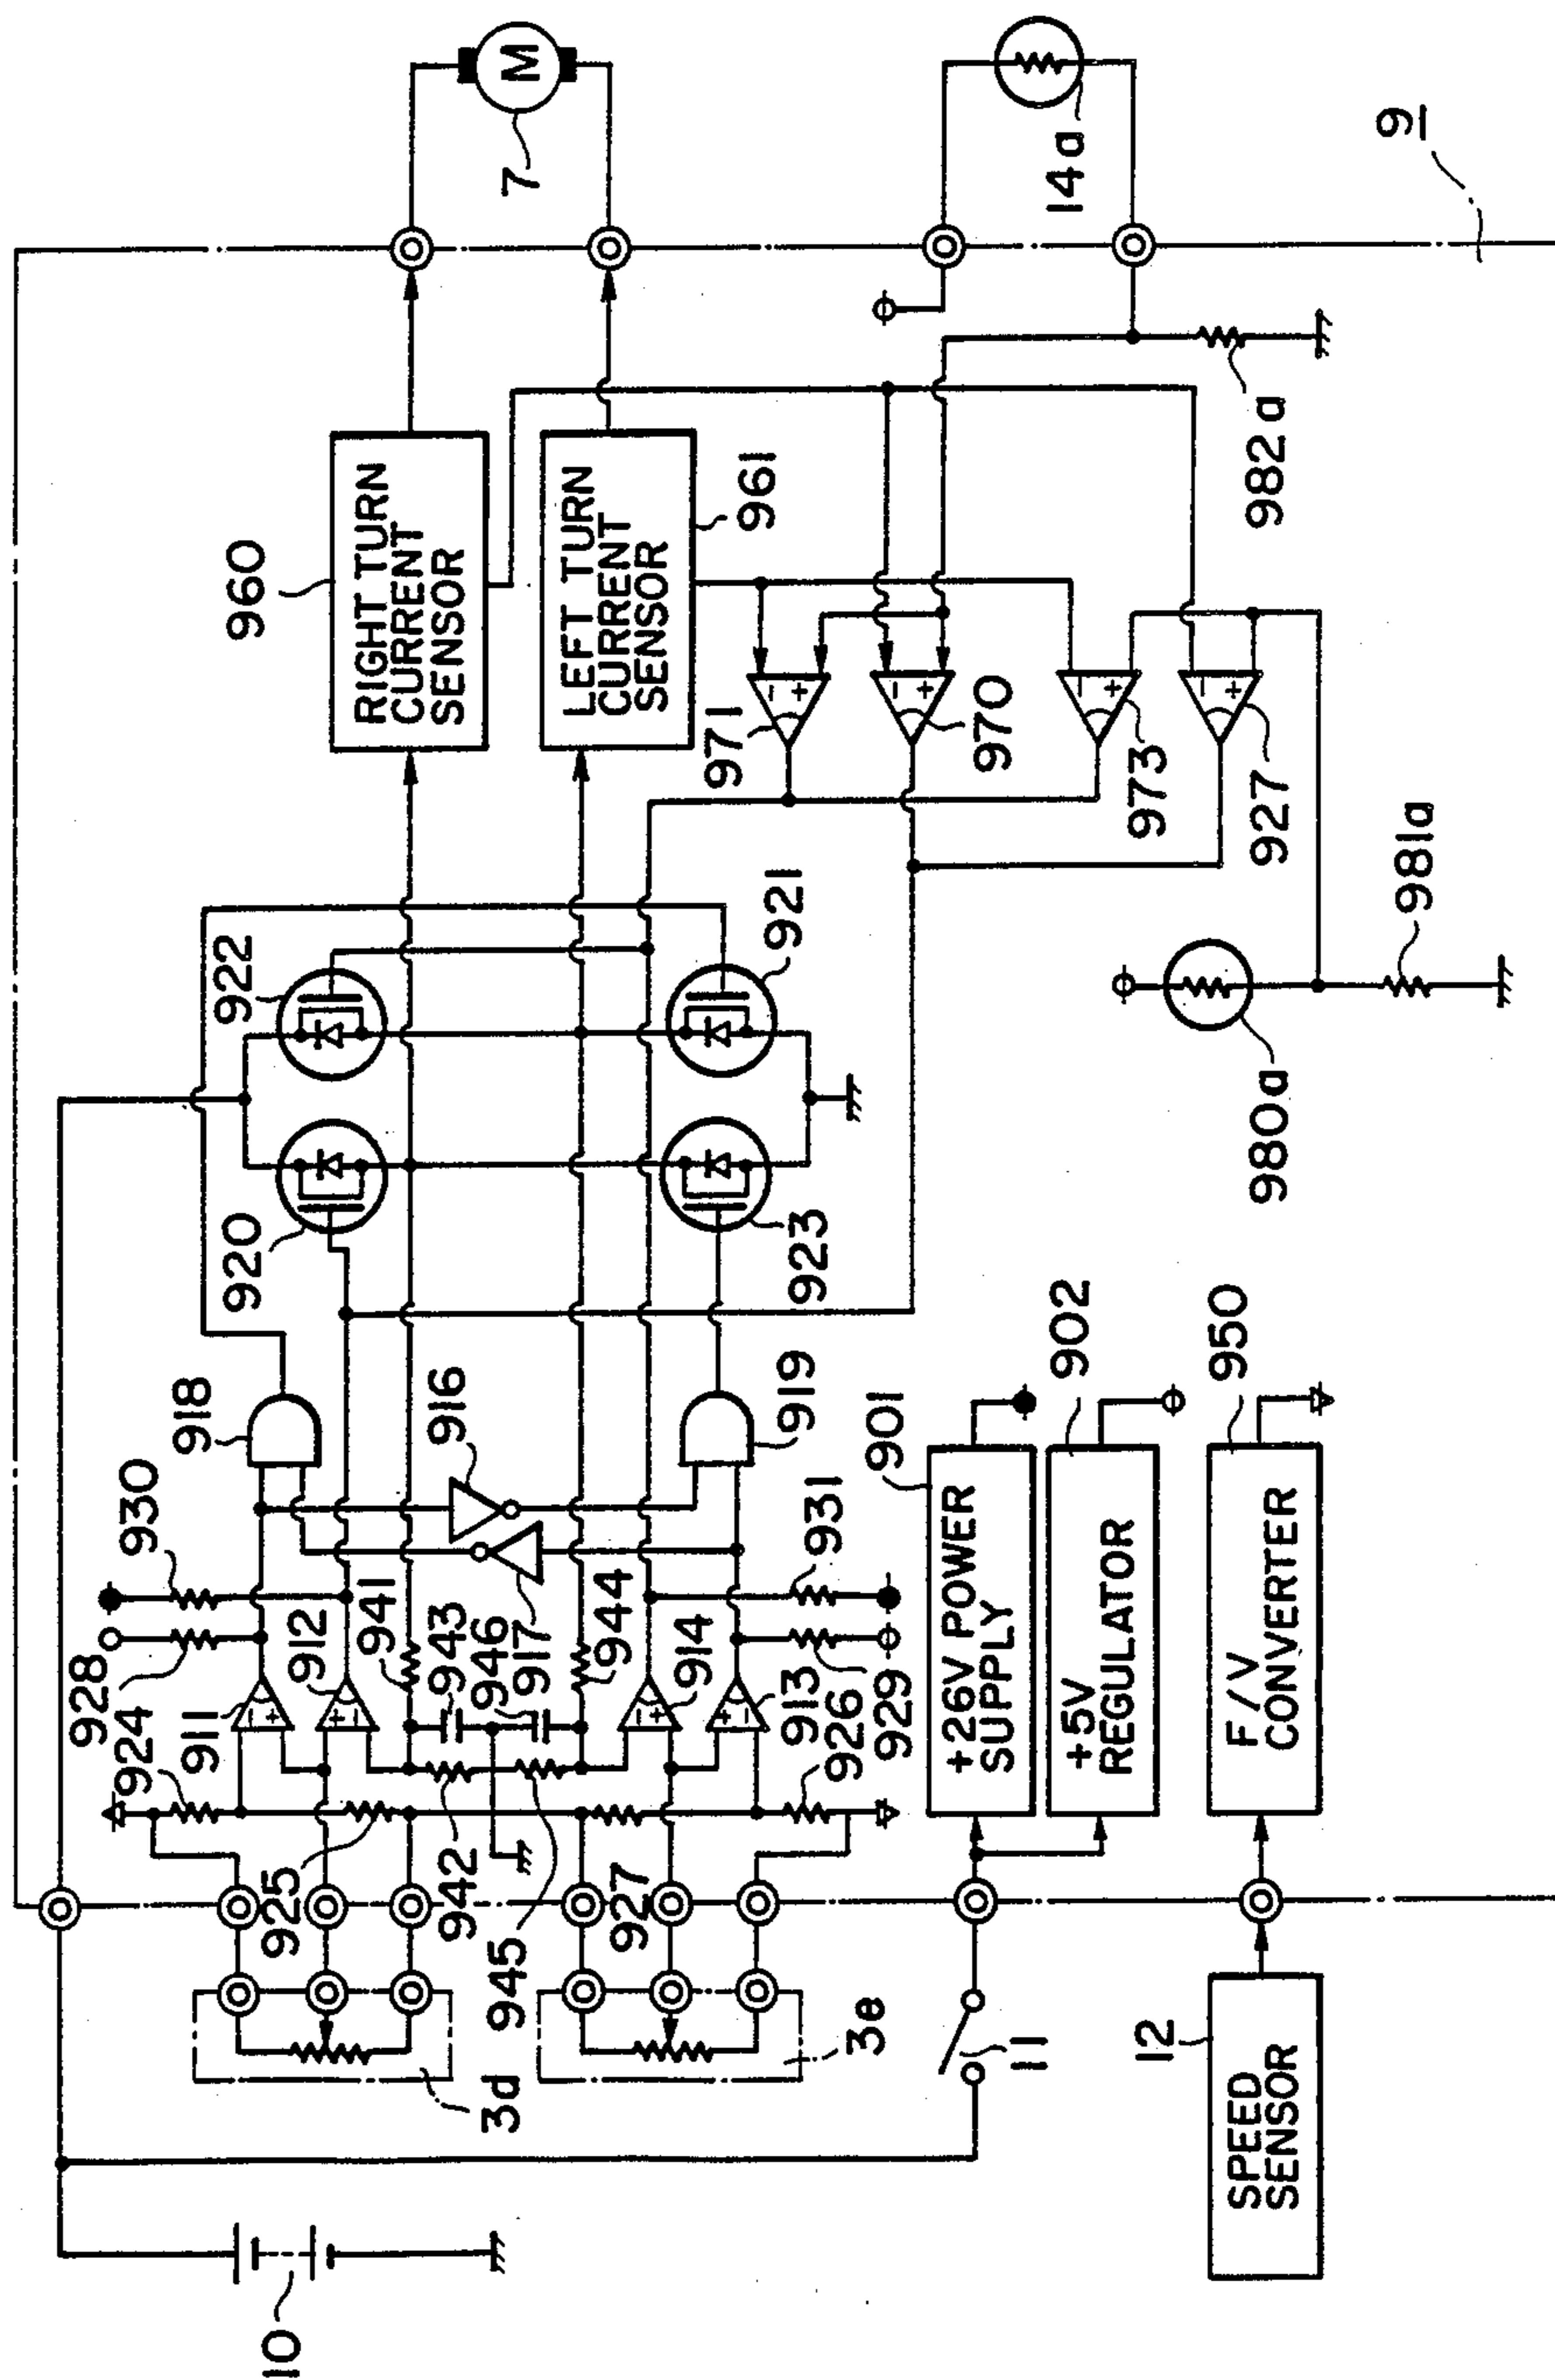 10
3d
3e
11
12
SPEED
SENSOR
925
942
945
927
924
928
930
911
912
941
943
946
917
944
914
913
926
929
931
916
918
919
901
+26V POWER
SUPPLY
902
+5V
REGULATOR
950
F/V
CONVERTER
920
922
923
921
980a
981a
960
RIGHT TURN
CURRENT
SENSOR
961
LEFT TURN
CURRENT
SENSOR
971
970
973
927
982a
7
M
14a
9
- +
+ -
- +
+ -
- +
- +
- +
- +